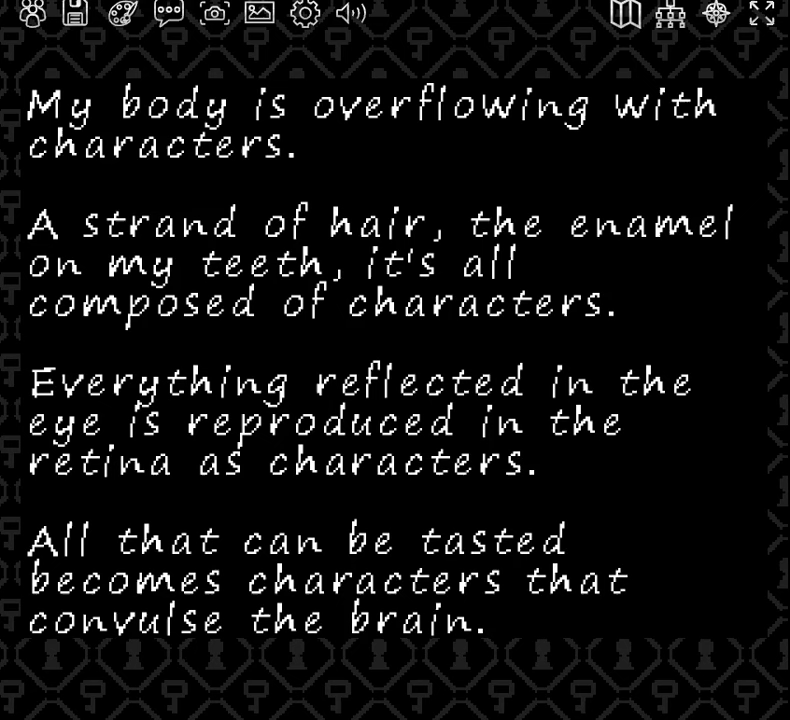 My body is overflowing with
characters.
A strand of hair, the enamel
on my teeth, it's all
composed of characters.
Everything reflected in the
eye is reproduced in the
retina as characters.
All that can be tasted
becomes characters that
convulse the brain.